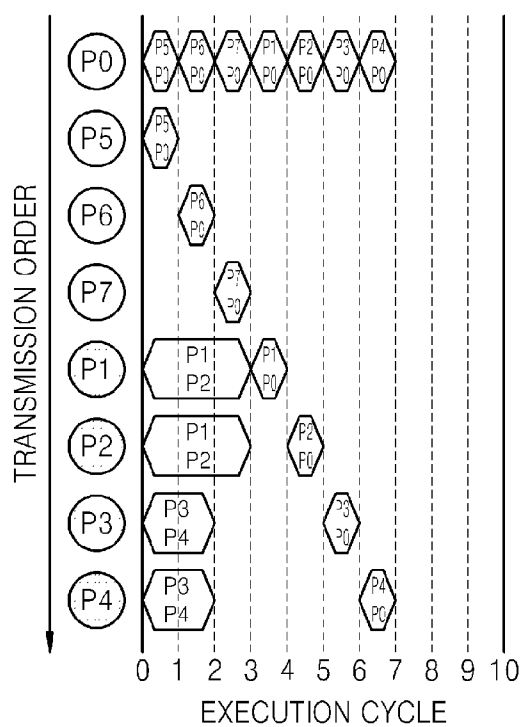 TRANSMISSION ORDER
P0
P5 P6 P7 P1 P2 P3 P4
P0 P0 P0 P0 P0 P0 P0
P5
P5
P0
P6
P6
P0
P7
P7
P0
P1
P1
P2
P1
P0
P2
P1
P2
P2
P0
P3
P3
P4
P3
P0
P4
P3
P4
P4
P0
0 1 2 3 4 5 6 7 8 9 10
EXECUTION CYCLE